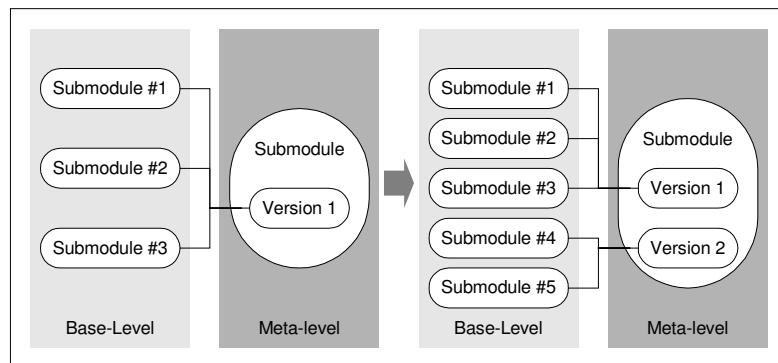 Submodule #1
Submodule #2
Submodule #3
Base-Level
Submodule
Version 1
Meta-level
Submodule #1
Submodule #2
Submodule #3
Submodule #4
Submodule #5
Base-Level
Submodule
Version 1
Version 2
Meta-level